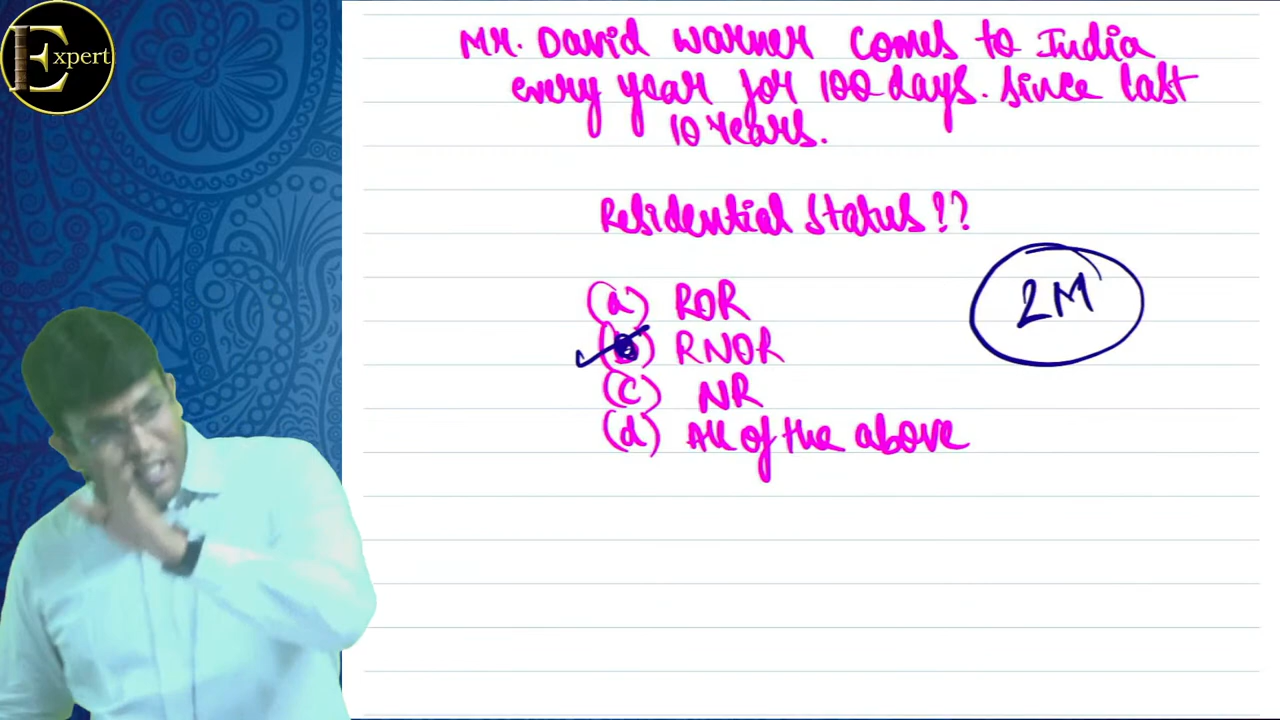 Expert
Mr. David Warner Comes to India
every year for 100 days. Since last
10 Years.
Residential Status??
(a) ROR
(b) RNOR
(c) NR
(d) All of the above
2M